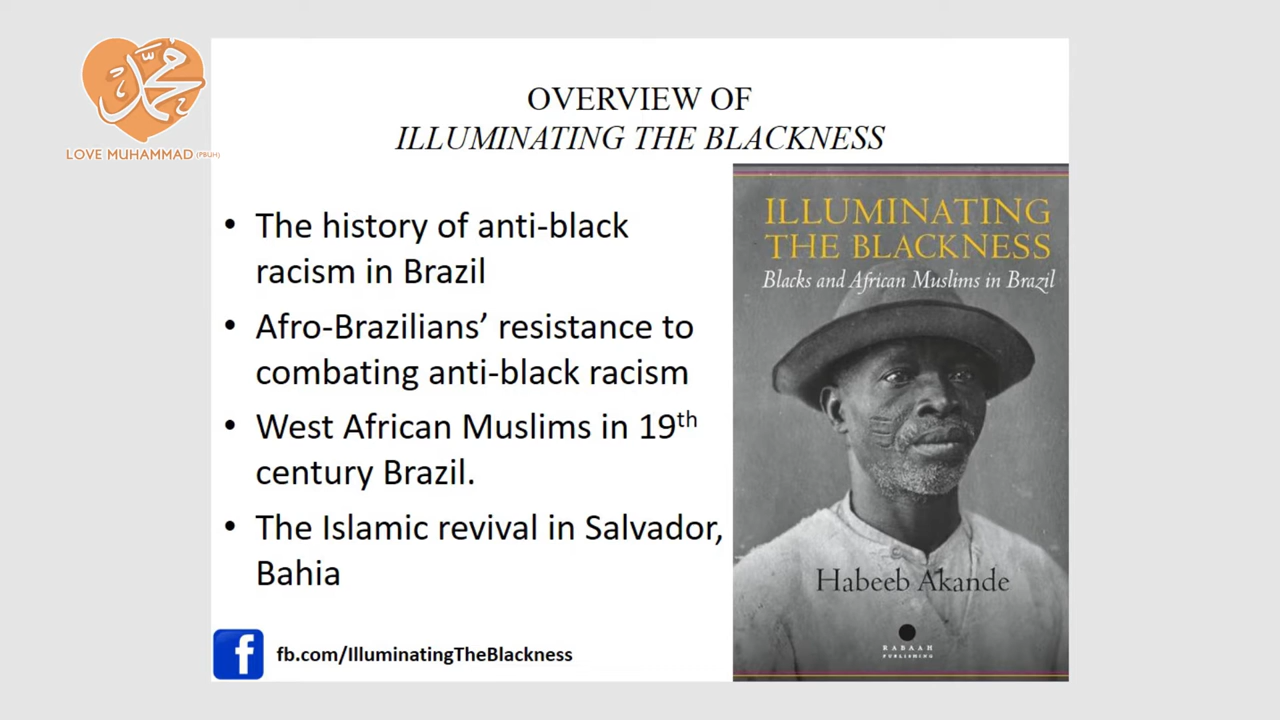 محمد
LOVE MUHAMMAD (PBUH)
OVERVIEW OF
ILLUMINATING THE BLACKNESS
• The history of anti-black
racism in Brazil
• Afro-Brazilians’ resistance to
combating anti-black racism
• West African Muslims in 19th
century Brazil.
• The Islamic revival in Salvador,
Bahia
f
fb.com/IlluminatingTheBlackness
ILLUMINATING
THE BLACKNESS
Blacks and African Muslims in Brazil
Habeeb Akande
RABAAH
PUBLISHING